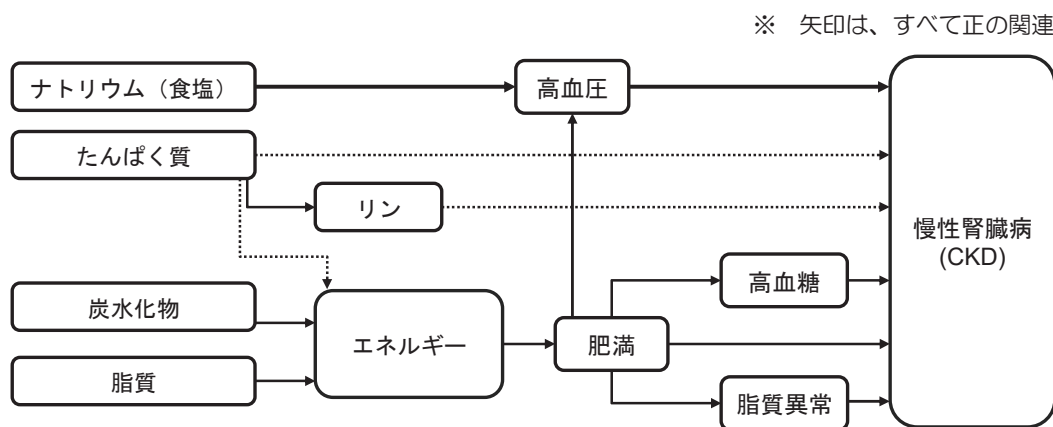 ※ 矢印は、すべて正の関連
ナトリウム（食塩）
高血圧
たんぱく質
リン
慢性腎臓病
(CKD)
高血糖
炭水化物
エネルギー
肥満
脂質
脂質異常